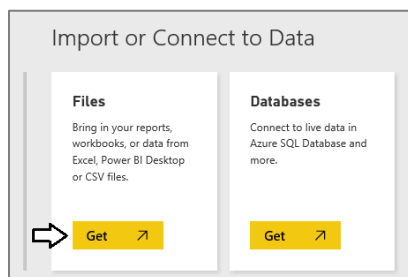 Import or Connect to Data
Files
Bring in your reports,
workbooks, or data from
Excel, Power BI Desktop
or CSV files.
Get
Databases
Connect to live data in
Azure SQL Database and
more.
Get